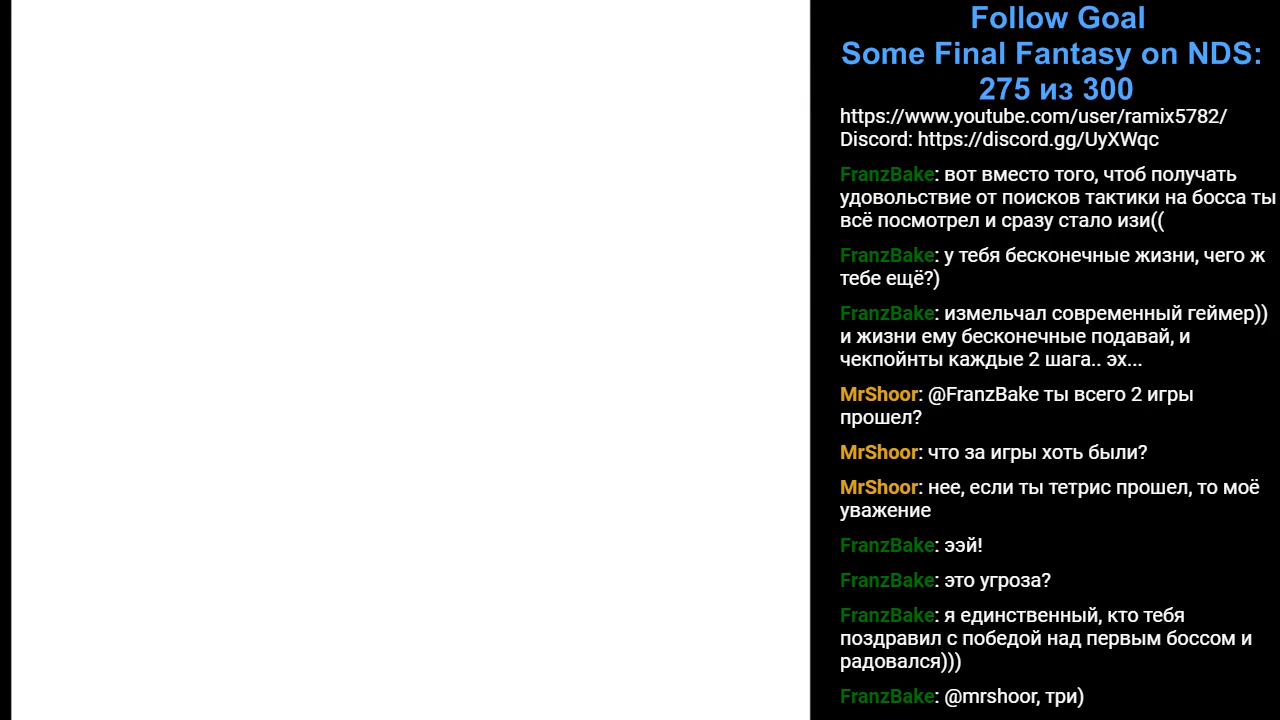 Follow Goal
Some Final Fantasy on NDS:
275 из 300
https://www.youtube.com/user/ramix5782/
Discord: https://discord.gg/UyXWqc
FranzBake: вот вместо того, чтоб получать
удовольствие от поисков тактики на босса ты
всё посмотрел и сразу стало изи((
FranzBake: у тебя бесконечные жизни, чего ж
тебе ещё?)
FranzBake: измельчал современный геймер))
и жизни ему бесконечные подавай, и
чекпойнты каждые 2 шага.. эх...
MrShoor: @FranzBake ты всего 2 игры
прошел?
MrShoor: что за игры хоть были?
MrShoor: нее, если ты тетрис прошел, то моё
уважение
FranzBake: ээй!
FranzBake: это угроза?
FranzBake: я единственный, кто тебя
поздравил с победой над первым боссом и
радовался)))
FranzBake: @mrshoor, три)